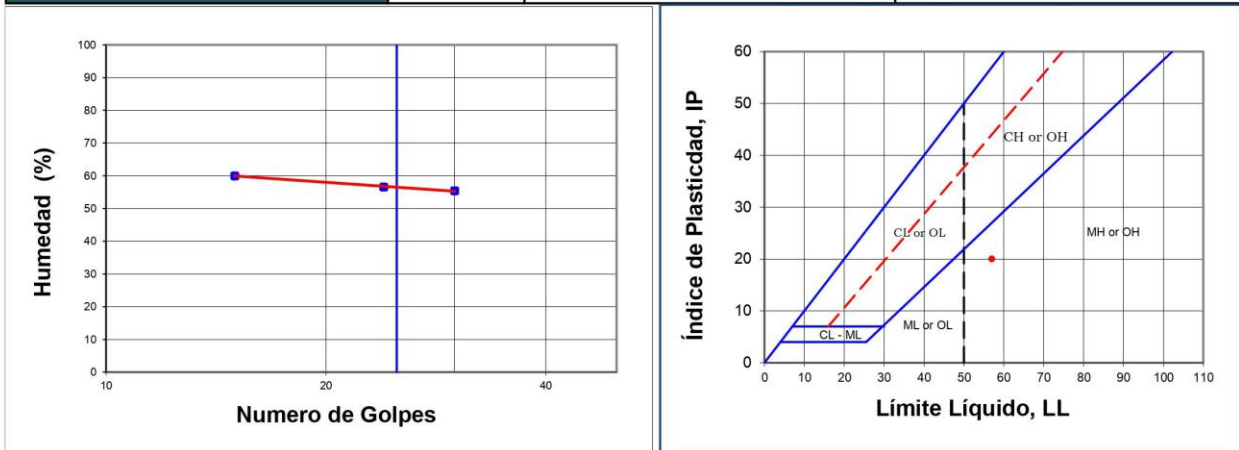 100
90
80
70
60
50
40
30
20
10
0
10 20 40
Humedad (%)
Numero de Golpes
60
50
40
30
20
10
0
0 10 20 30 40 50 60 70 80 90 100 110
Índice de Plasticdad, IP
Límite Líquido, LL
CH or OH
CL or OL
MH or OH
ML or OL
CL - ML